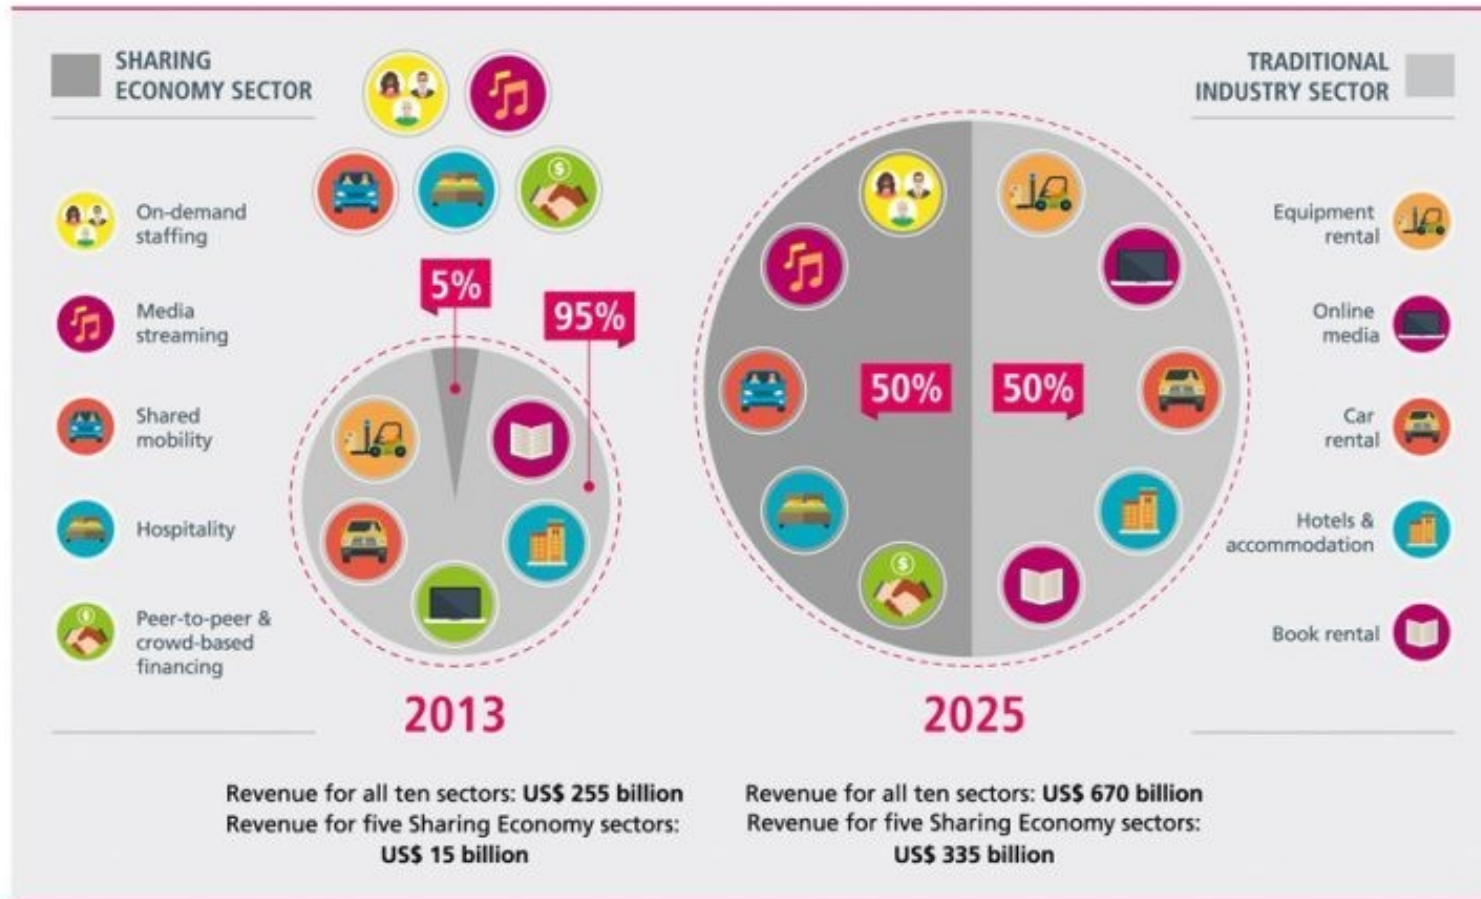 SHARING
ECONOMY SECTOR
On-demand
staffing
Media
streaming
Shared
mobility
Hospitality
Peer-to-peer &
crowd-based
financing
$
5%
95%
2013
Revenue for all ten sectors: US$ 255 billion
Revenue for five Sharing Economy sectors:
US$ 15 billion
50%
50%
$
2025
Revenue for all ten sectors: US$ 670 billion
Revenue for five Sharing Economy sectors:
US$ 335 billion
TRADITIONAL
INDUSTRY SECTOR
Equipment
rental
Online
media
Car
rental
Hotels &
accommodation
Book rental